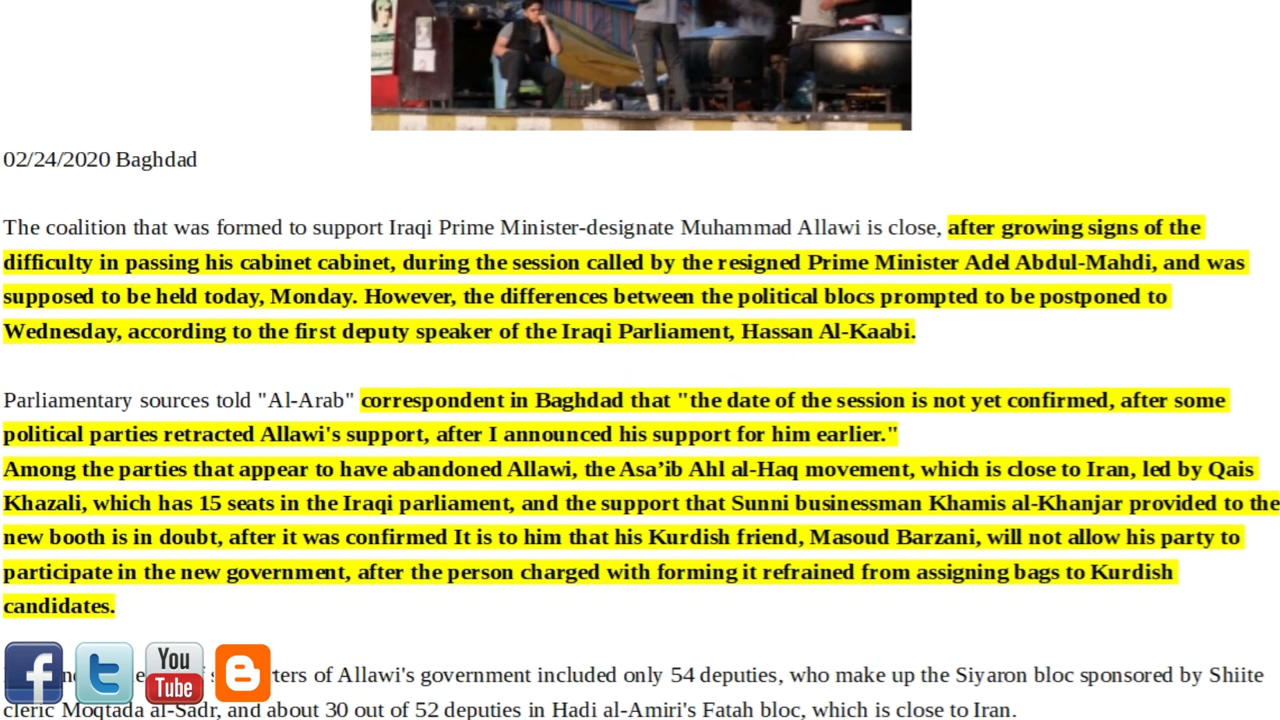 02/24/2020 Baghdad
The coalition that was formed to support Iraqi Prime Minister-designate Muhammad Allawi is close, after growing signs of the
difficulty in passing his cabinet cabinet, during the session called by the resigned Prime Minister Adel Abdul-Mahdi, and was
supposed to be held today, Monday. However, the differences between the political blocs prompted to be postponed to
Wednesday, according to the first deputy speaker of the Iraqi Parliament, Hassan Al-Kaabi.
Parliamentary sources told "Al-Arab" correspondent in Baghdad that "the date of the session is not yet confirmed, after some
political parties retracted Allawi's support, after I announced his support for him earlier."
Among the parties that appear to have abandoned Allawi, the Asa’ib Ahl al-Haq movement, which is close to Iran, led by Qais
Khazali, which has 15 seats in the Iraqi parliament, and the support that Sunni businessman Khamis al-Khanjar provided to the
new booth is in doubt, after it was confirmed It is to him that his Kurdish friend, Masoud Barzani, will not allow his party to
participate in the new government, after the person charged with forming it refrained from assigning bags to Kurdish
candidates.
You
Tube
of Allawi's government included only 54 deputies, who make up the Siyaron bloc sponsored by Shiite
cleric Moqtada al-Sadr, and about 30 out of 52 deputies in Hadi al-Amiri's Fatah bloc, which is close to Iran.